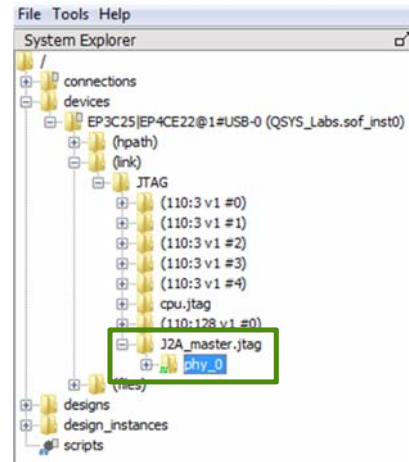 File Tools Help
System Explorer
/
connections
devices
EP3C25|EP4CE22@1#USB-0 (QSYS_Labs.sof_inst0)
(hpath)
(link)
JTAG
(110:3 v1 #0)
(110:3 v1 #1)
(110:3 v1 #2)
(110:3 v1 #3)
(110:3 v1 #4)
cpu.jtag
(110:128 v1 #0)
J2A_master.jtag
phy_0
(files)
designs
design_instances
scripts